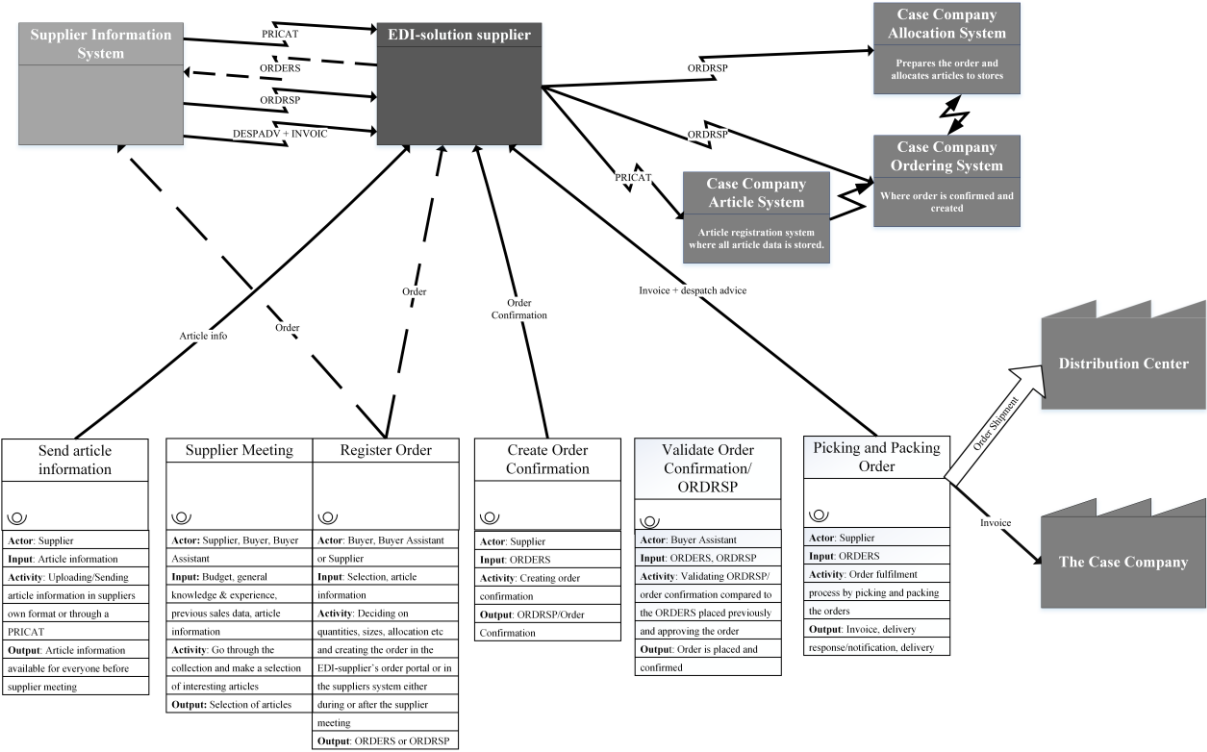 Supplier Information
System
EDI-solution supplier
Case Company
Allocation System
Prepares the order and
allocates articles to stores
PRICAT
ORDERS
ORDRSP
DESPADV + INVOIC
ORDRSP
ORDRSP
PRICAT
Case Company
Ordering System
Where order is confirmed and
created
Case Company
Article System
Article registration system
where all article data is stored.
Article info
Order
Order
Order
Confirmation
Invoice + despatch advice
Distribution Center
Order Shipment
Invoice
The Case Company
Send article
information
Actor: Supplier
Input: Article information
Activity: Uploading/Sending
article information in suppliers
own format or through a
PRICAT
Output: Article information
available for everyone before
supplier meeting
Supplier Meeting
Actor: Supplier, Buyer, Buyer
Assistant
Input: Budget, general
knowledge & experience,
previous sales data, article
information
Activity: Go through the
collection and make a selection
of interesting articles
Output: Selection of articles
Register Order
Actor: Buyer, Buyer Assistant
or Supplier
Input: Selection, article
information
Activity: Deciding on
quantities, sizes, allocation etc
and creating the order in the
EDI-supplier`s order portal or in
the suppliers system either
during or after the supplier
meeting
Output: ORDERS or ORDRSP
Create Order
Confirmation
Actor: Supplier
Input: ORDERS
Activity: Creating order
confirmation
Output: ORDRSP/Order
Confirmation
Validate Order
Confirmation/
ORDRSP
Actor: Buyer Assistant
Input: ORDERS, ORDRSP
Activity: Validating ORDRSP/
order confirmation compared to
the ORDERS placed previously
and approving the order
Output: Order is placed and
confirmed
Picking and Packing
Order
Actor: Supplier
Input: ORDERS
Activity: Order fulfilment
process by picking and packing
the orders
Output: Invoice, delivery
response/notification, delivery